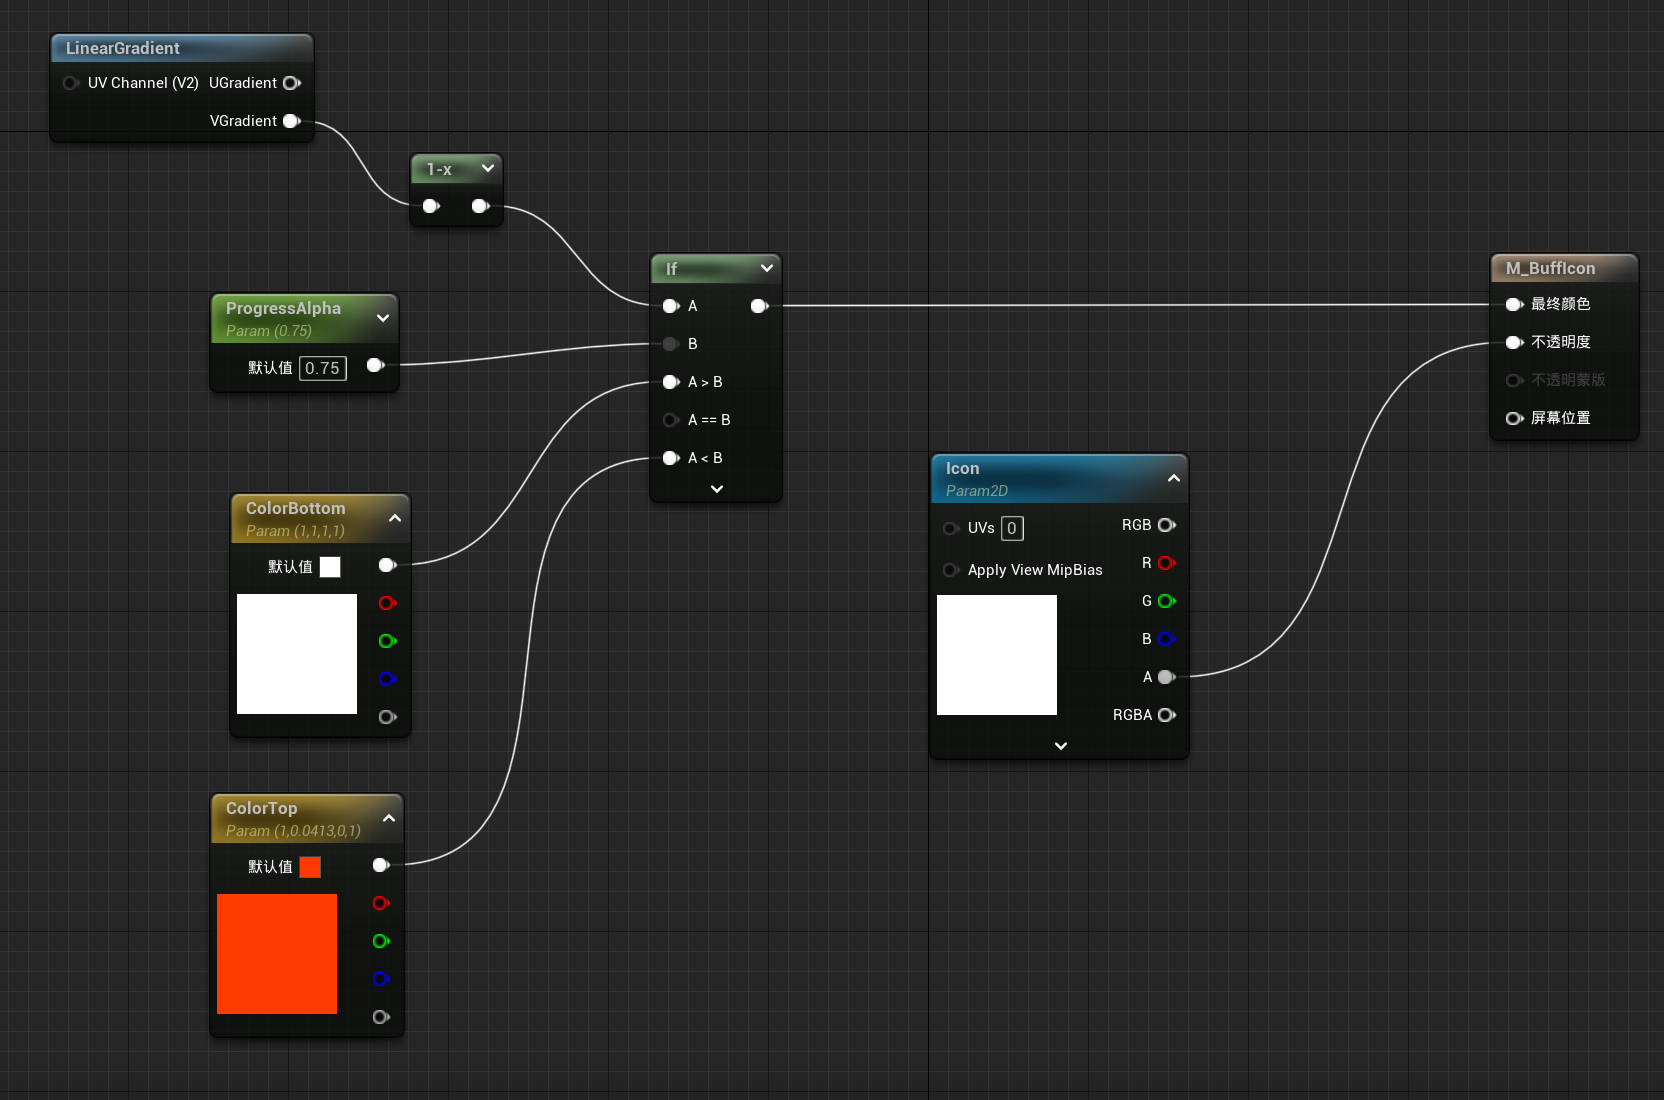 LinearGradient
UV Channel (V2) UGradient
VGradient
1-x
ProgressAlpha
Param (0.75)
默认值 0.75
If
A
B
A > B
A == B
A < B
M_BuffIcon
最终颜色
不透明度
不透明蒙版
屏幕位置
ColorBottom
Param (1,1,1,1)
默认值
Icon
Param2D
UVs 0 RGB
R
Apply View MipBias
G
B
A
RGBA
ColorTop
Param (1,0.0413,0,1)
默认值